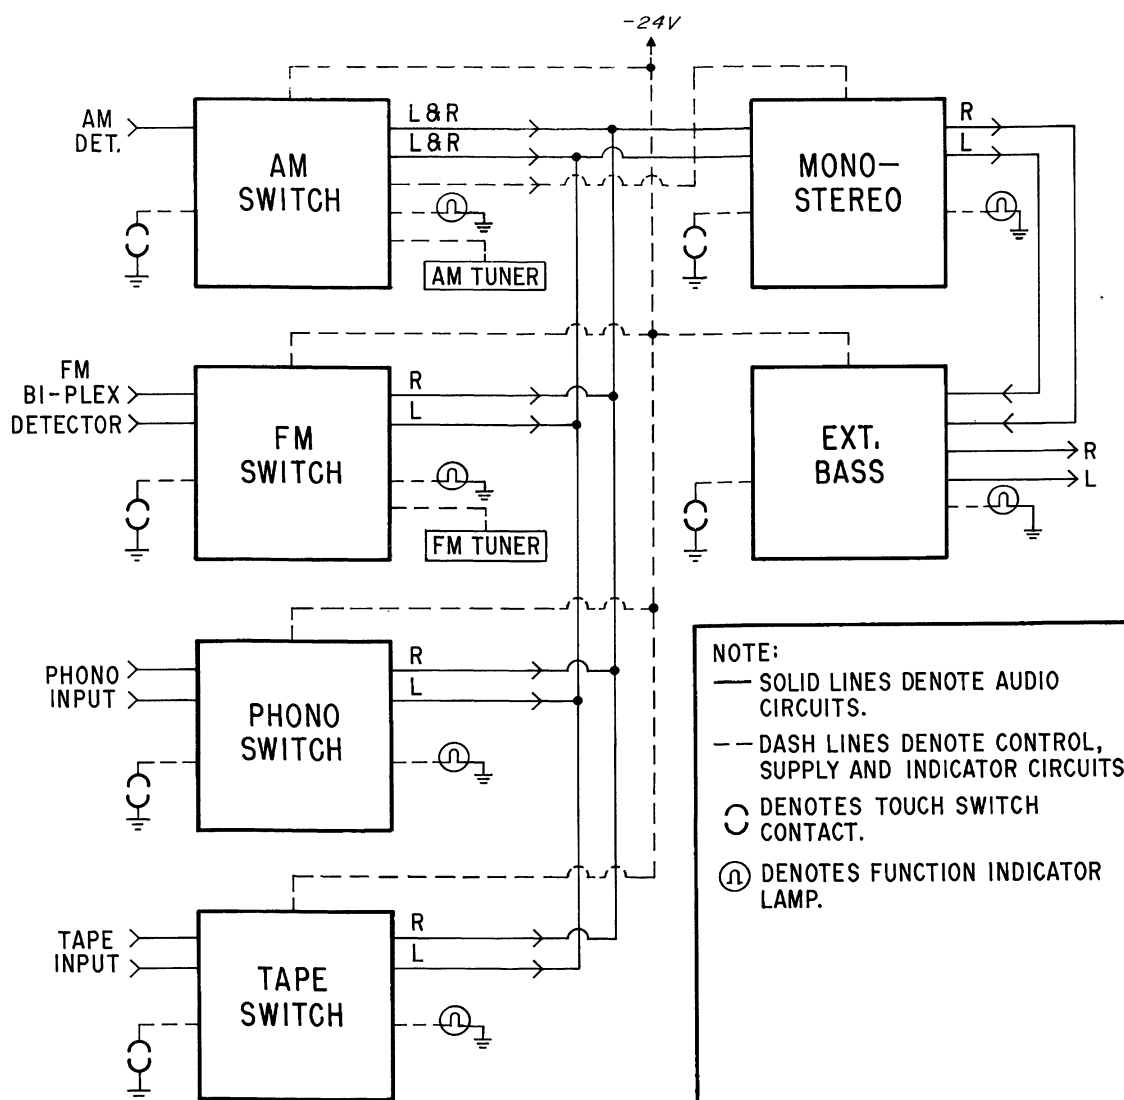 -24V
AM
DET.
AM
SWITCH
L&R
L&R
AM TUNER
MONO-
STEREO
R
L
FM
BI-PLEX
DETECTOR
FM
SWITCH
R
L
FM TUNER
EXT.
BASS
R
L
PHONO
INPUT
PHONO
SWITCH
R
L
TAPE
INPUT
TAPE
SWITCH
R
L
NOTE:
SOLID LINES DENOTE AUDIO
CIRCUITS.
DASH LINES DENOTE CONTROL,
SUPPLY AND INDICATOR CIRCUITS
DENOTES TOUCH SWITCH
CONTACT.
DENOTES FUNCTION INDICATOR
LAMP.